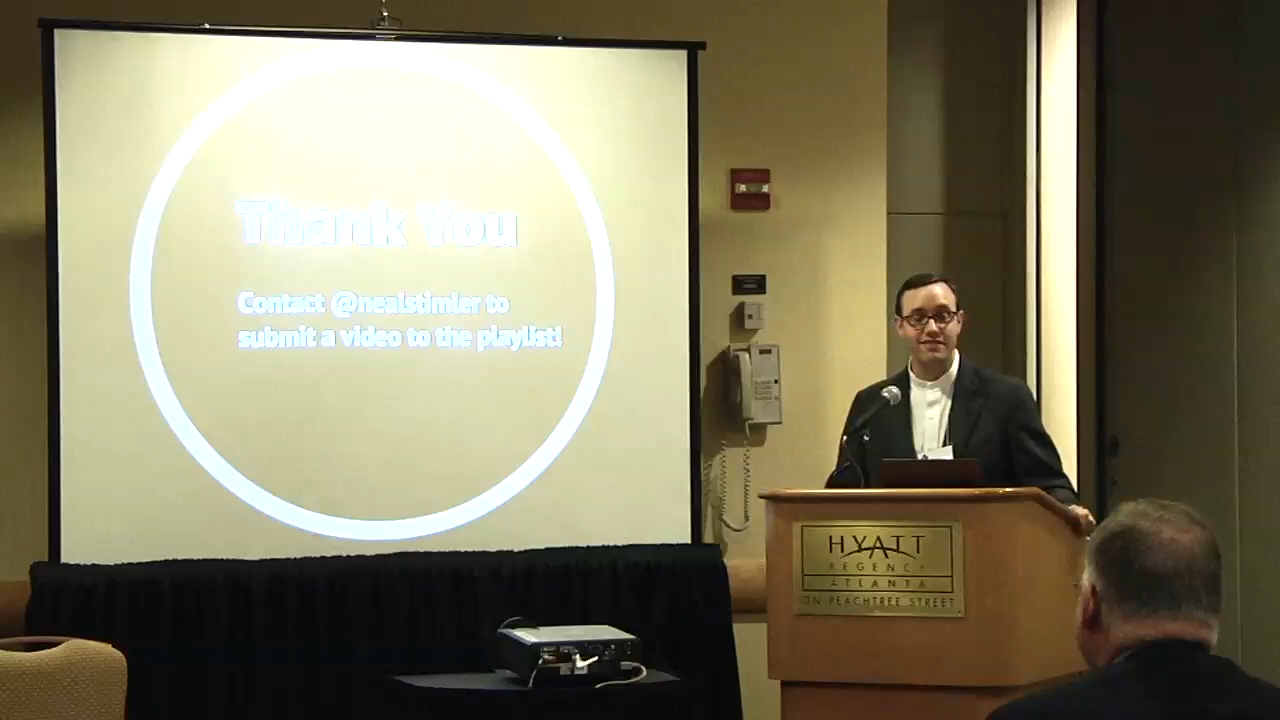 Thank You
Contact @nealstimler to
submit a video to the playlist!
HYATT
REGENCY
ATLANTA
ON PEACHTREE STREET